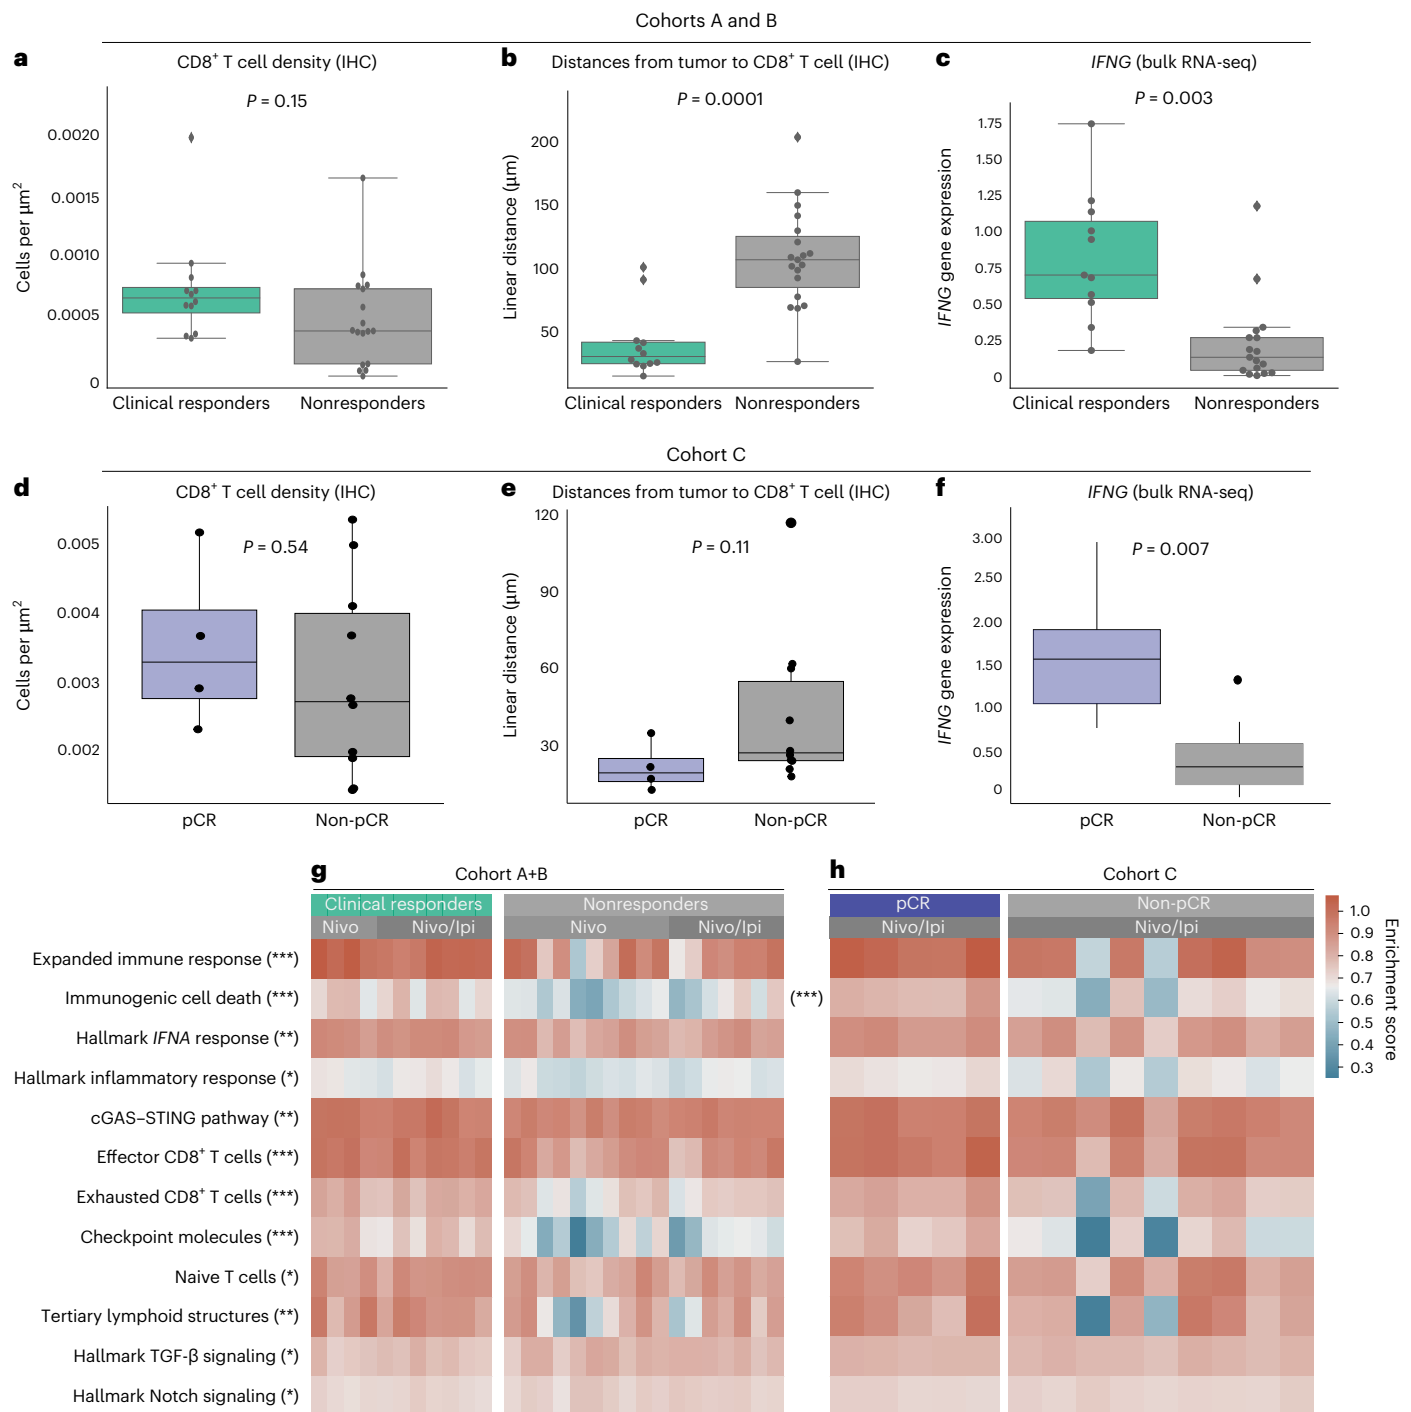 Cohorts A and B
a
CD8⁺ T cell density (IHC)
P = 0.15
Cells per µm²
0.0020
0.0015
0.0010
0.0005
0
Clinical responders
Nonresponders
b
Distances from tumor to CD8⁺ T cell (IHC)
P = 0.0001
Linear distance (µm)
200
150
100
50
Clinical responders
Nonresponders
c
IFNG (bulk RNA-seq)
P = 0.003
IFNG gene expression
1.75
1.50
1.25
1.00
0.75
0.50
0.25
0
Clinical responders
Nonresponders
Cohort C
d
CD8⁺ T cell density (IHC)
P = 0.54
Cells per µm²
0.005
0.004
0.003
0.002
pCR
Non-pCR
e
Distances from tumor to CD8⁺ T cell (IHC)
P = 0.11
Linear distance (µm)
120
90
60
30
pCR
Non-pCR
f
IFNG (bulk RNA-seq)
P = 0.007
IFNG gene expression
3.00
2.50
2.00
1.50
1.00
0.50
0
pCR
Non-pCR
g
Cohort A+B
Clinical responders
Nonresponders
Nivo
Nivo/Ipi
Nivo
Nivo/Ipi
Expanded immune response (***)
Immunogenic cell death (***)
Hallmark IFNA response (**)
Hallmark inflammatory response (*)
cGAS–STING pathway (**)
Effector CD8⁺ T cells (***)
Exhausted CD8⁺ T cells (***)
Checkpoint molecules (***)
Naive T cells (*)
Tertiary lymphoid structures (**)
Hallmark TGF-β signaling (*)
Hallmark Notch signaling (*)
h
Cohort C
pCR
Non-pCR
Nivo/Ipi
Nivo/Ipi
(***)
1.0
0.9
0.8
0.7
0.6
0.5
0.4
0.3
Enrichment score